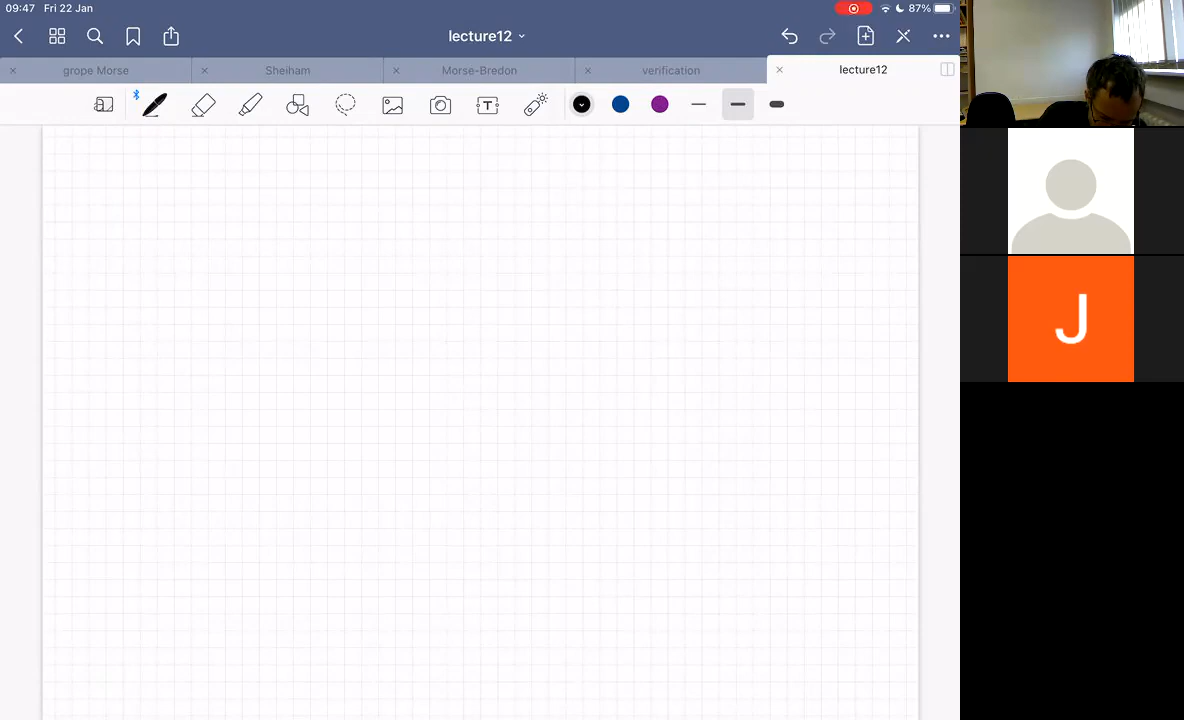 09:47 Fri 22 Jan 87%
lecture12
grope Morse Sheiham Morse-Bredon verification lecture12
T
J